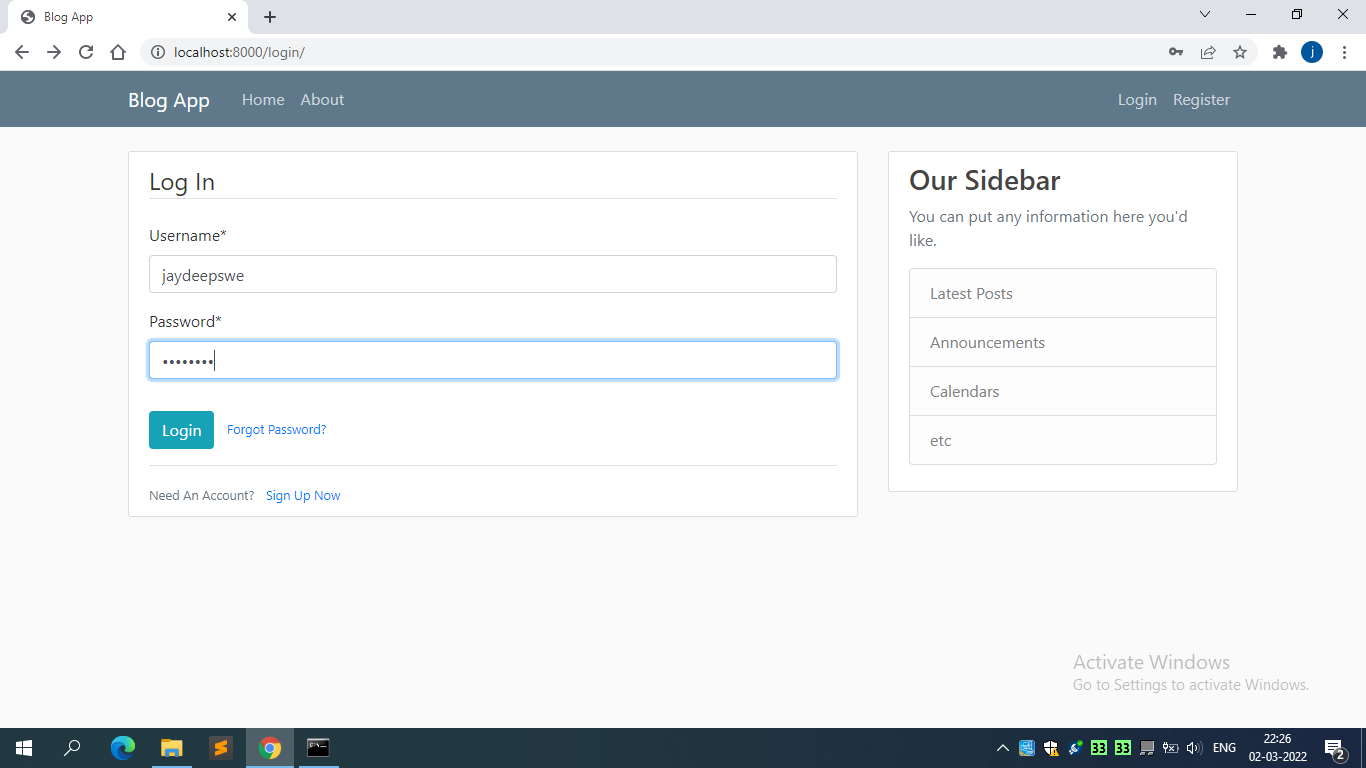 Blog App
localhost:8000/login/
j
Blog App Home About Login Register
Log In
Username*
jaydeepswe
Password*
••••••••
Login Forgot Password?
Need An Account? Sign Up Now
Our Sidebar
You can put any information here you'd
like.
Latest Posts
Announcements
Calendars
etc
Activate Windows
Go to Settings to activate Windows.
33 33 ENG 22:26
02-03-2022
2